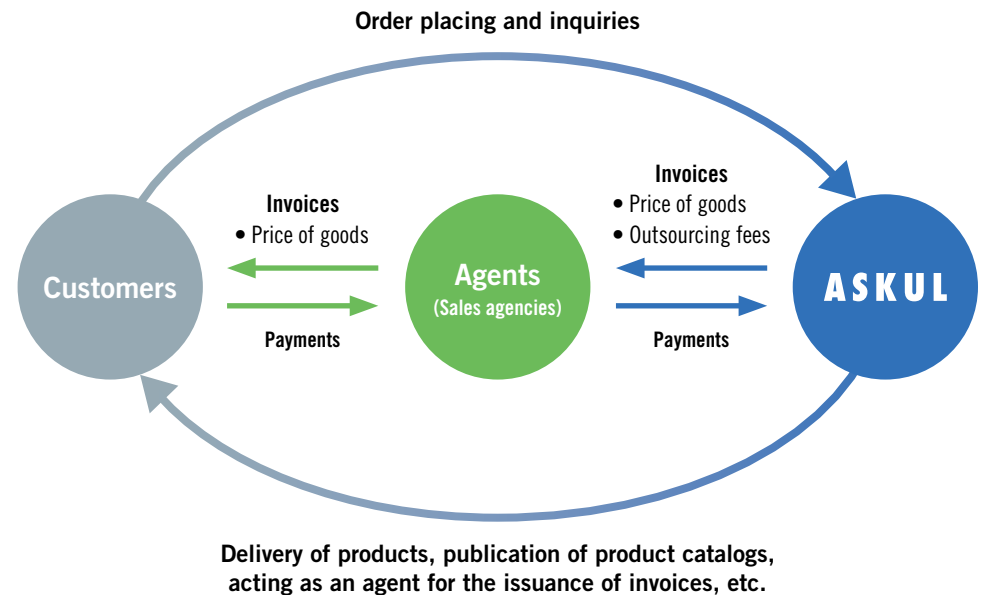 Order placing and inquiries
Invoices
• Price of goods
• Outsourcing fees
Invoices
• Price of goods
Customers
Agents
(Sales agencies)
ASKUL
Payments
Payments
Delivery of products, publication of product catalogs,
acting as an agent for the issuance of invoices, etc.